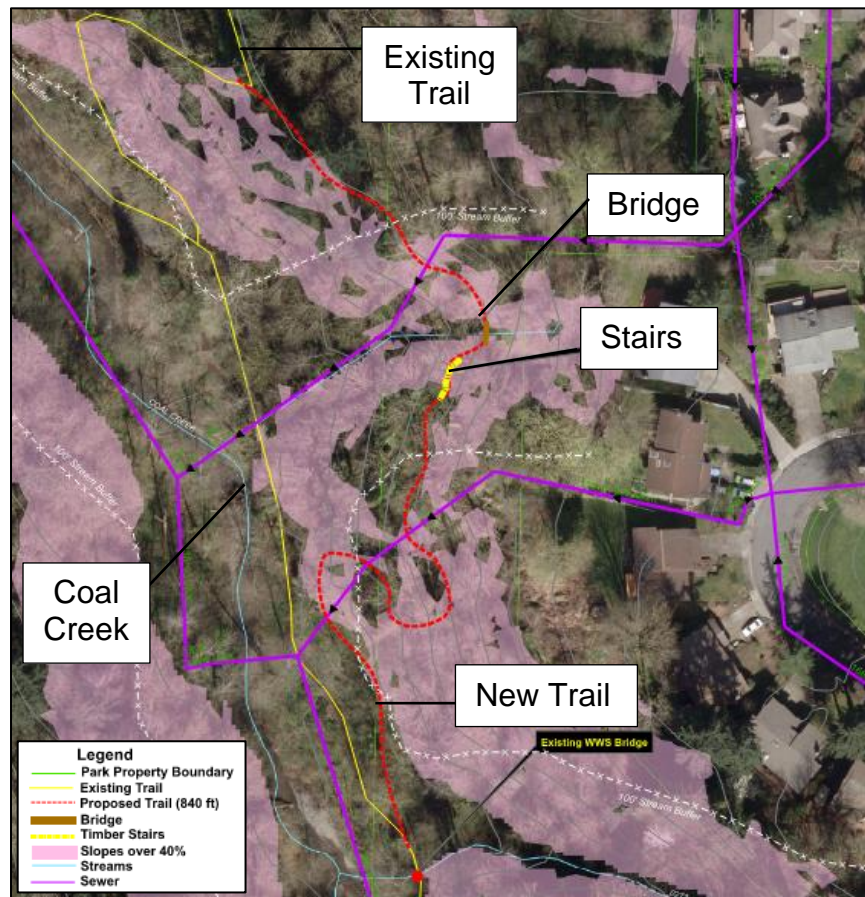 Existing
Trail
Stream Buffer
Bridge
100' Stream Buffer
Stairs
COAL CREEK
100' Stream Buffer
Coal
Creek
New Trail
Existing WWS Bridge
100' Stream Buffer
Legend
Park Property Boundary
Existing Trail
Proposed Trail (840 ft)
Bridge
Timber Stairs
Slopes over 40%
Streams
Sewer